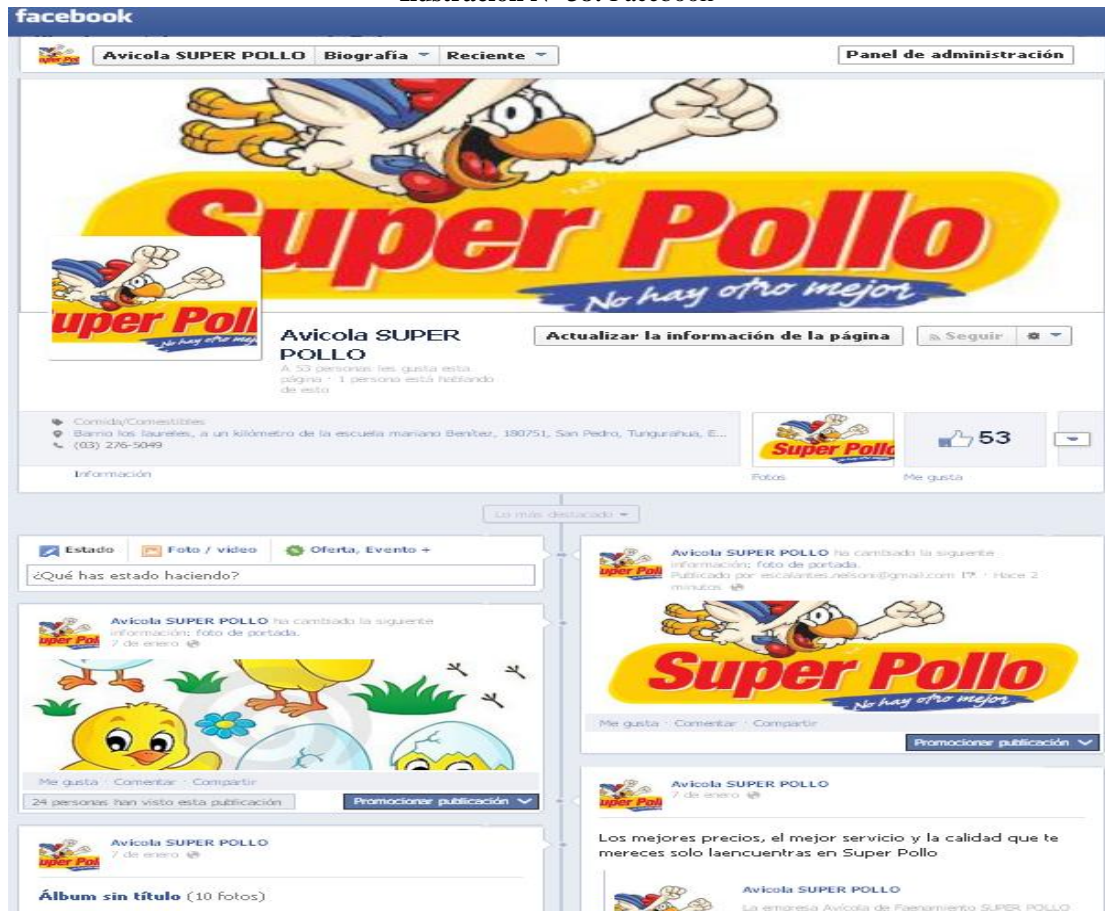 Ilustración N° 38: Facebook
facebook
Avicola SUPER POLLO Biografía Reciente
Panel de administración
Super Pollo
No hay otro mejor
uper Poll
No hay otro mej
Avicola SUPER
POLLO
A 53 personas les gusta esta
página · 1 persona está hablando
de esto
Actualizar la información de la página
Seguir
Comida/Comestibles
Barrio los laureles, a un kilómetro de la escuela mariano Benítez, 180751, San Pedro, Tungurahua, E...
(03) 276-5049
Información
Super Pollo
Fotos
53
Me gusta
Lo más destacado
Estado Foto / vídeo Oferta, Evento +
¿Qué has estado haciendo?
Avicola SUPER POLLO ha cambiado la siguiente
información: foto de portada.
7 de enero
Me gusta · Comentar · Compartir
24 personas han visto esta publicación
Promocionar publicación
Avicola SUPER POLLO
7 de enero
Álbum sin título (10 fotos)
Avicola SUPER POLLO ha cambiado la siguiente
información: foto de portada.
Publicado por escalantes.nelson@gmail.com [?] · Hace 2
minutos
Super Pollo
No hay otro mejor
Me gusta · Comentar · Compartir
Promocionar publicación
Avicola SUPER POLLO
7 de enero
Los mejores precios, el mejor servicio y la calidad que te
mereces solo laencuentras en Super Pollo
Avicola SUPER POLLO
La empresa Avícola de Faenamiento SUPER POLLO